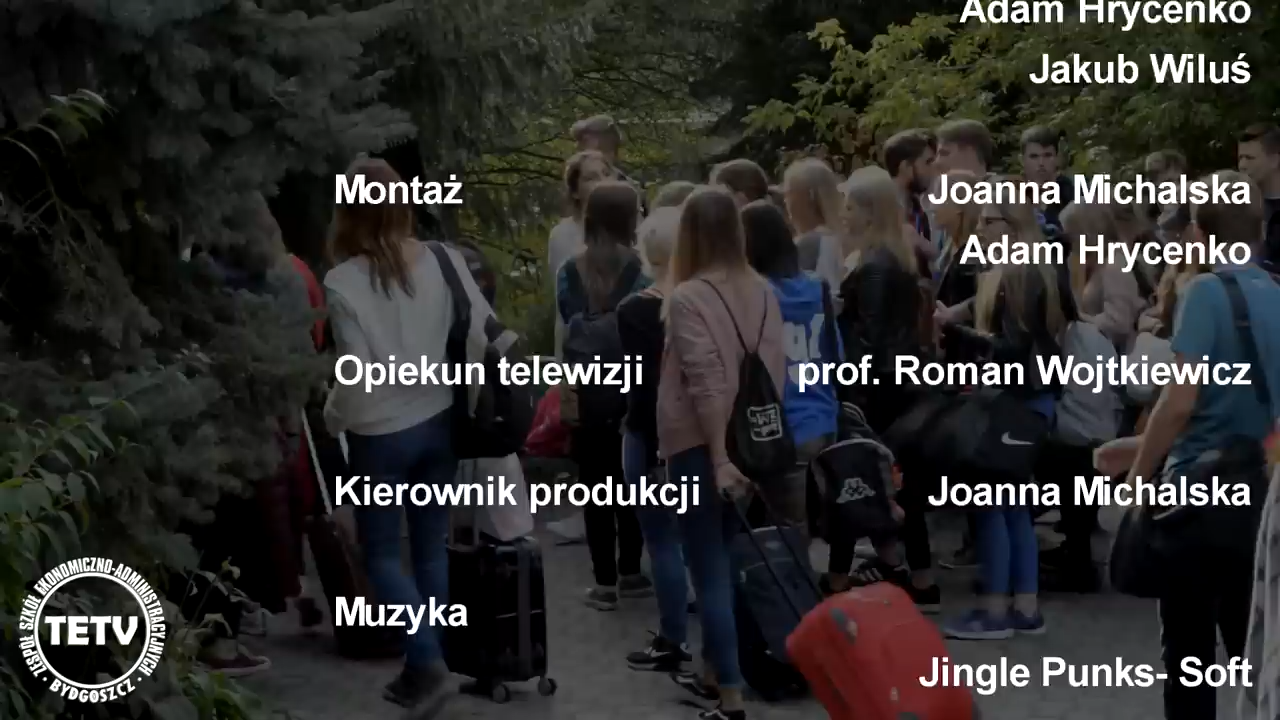 Adam Hrycenko
Jakub Wiluś
Montaż Joanna Michalska
Adam Hrycenko
Opiekun telewizji prof. Roman Wojtkiewicz
Kierownik produkcji Joanna Michalska
Muzyka
Jingle Punks- Soft
ZESPÓŁ SZKÓŁ EKONOMICZNO-ADMINISTRACYJNYCH
TETV
· BYDGOSZCZ ·